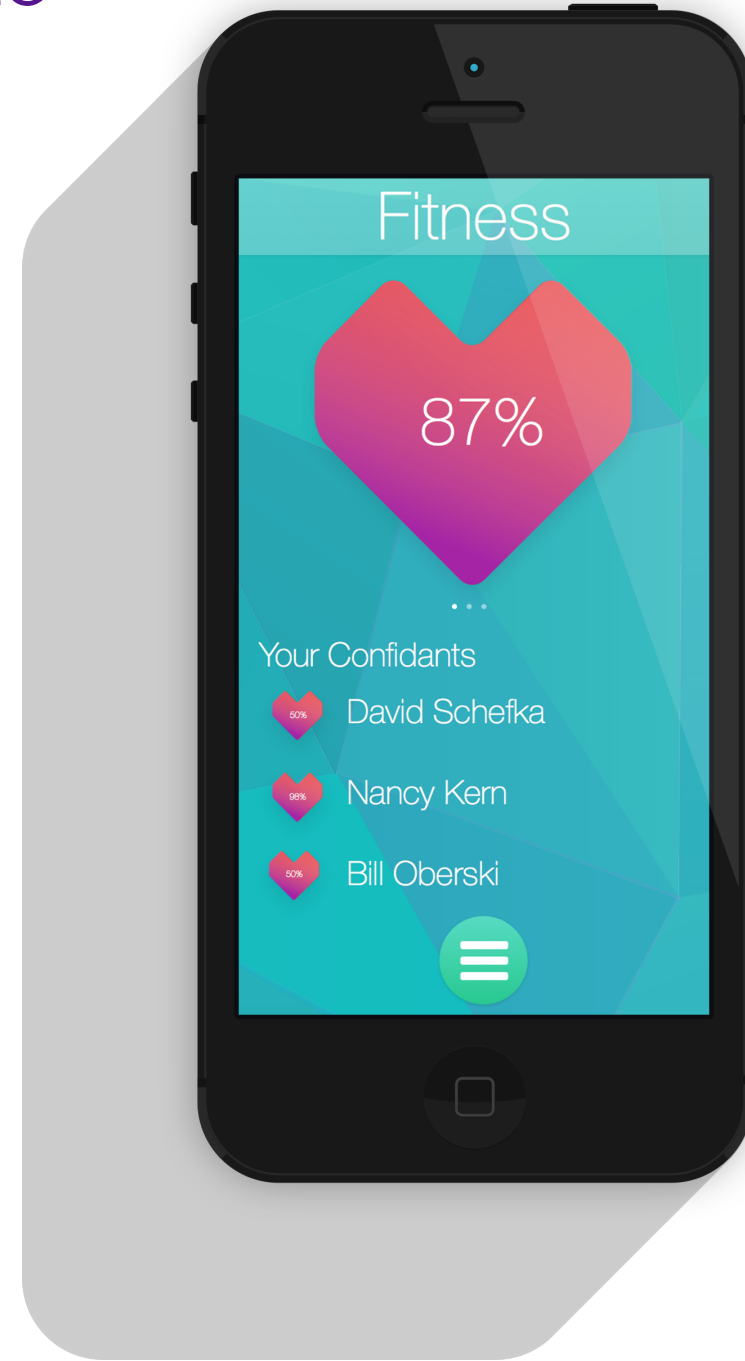 Fitness
87%
Your Confidants
50% David Schefka
98% Nancy Kern
50% Bill Oberski